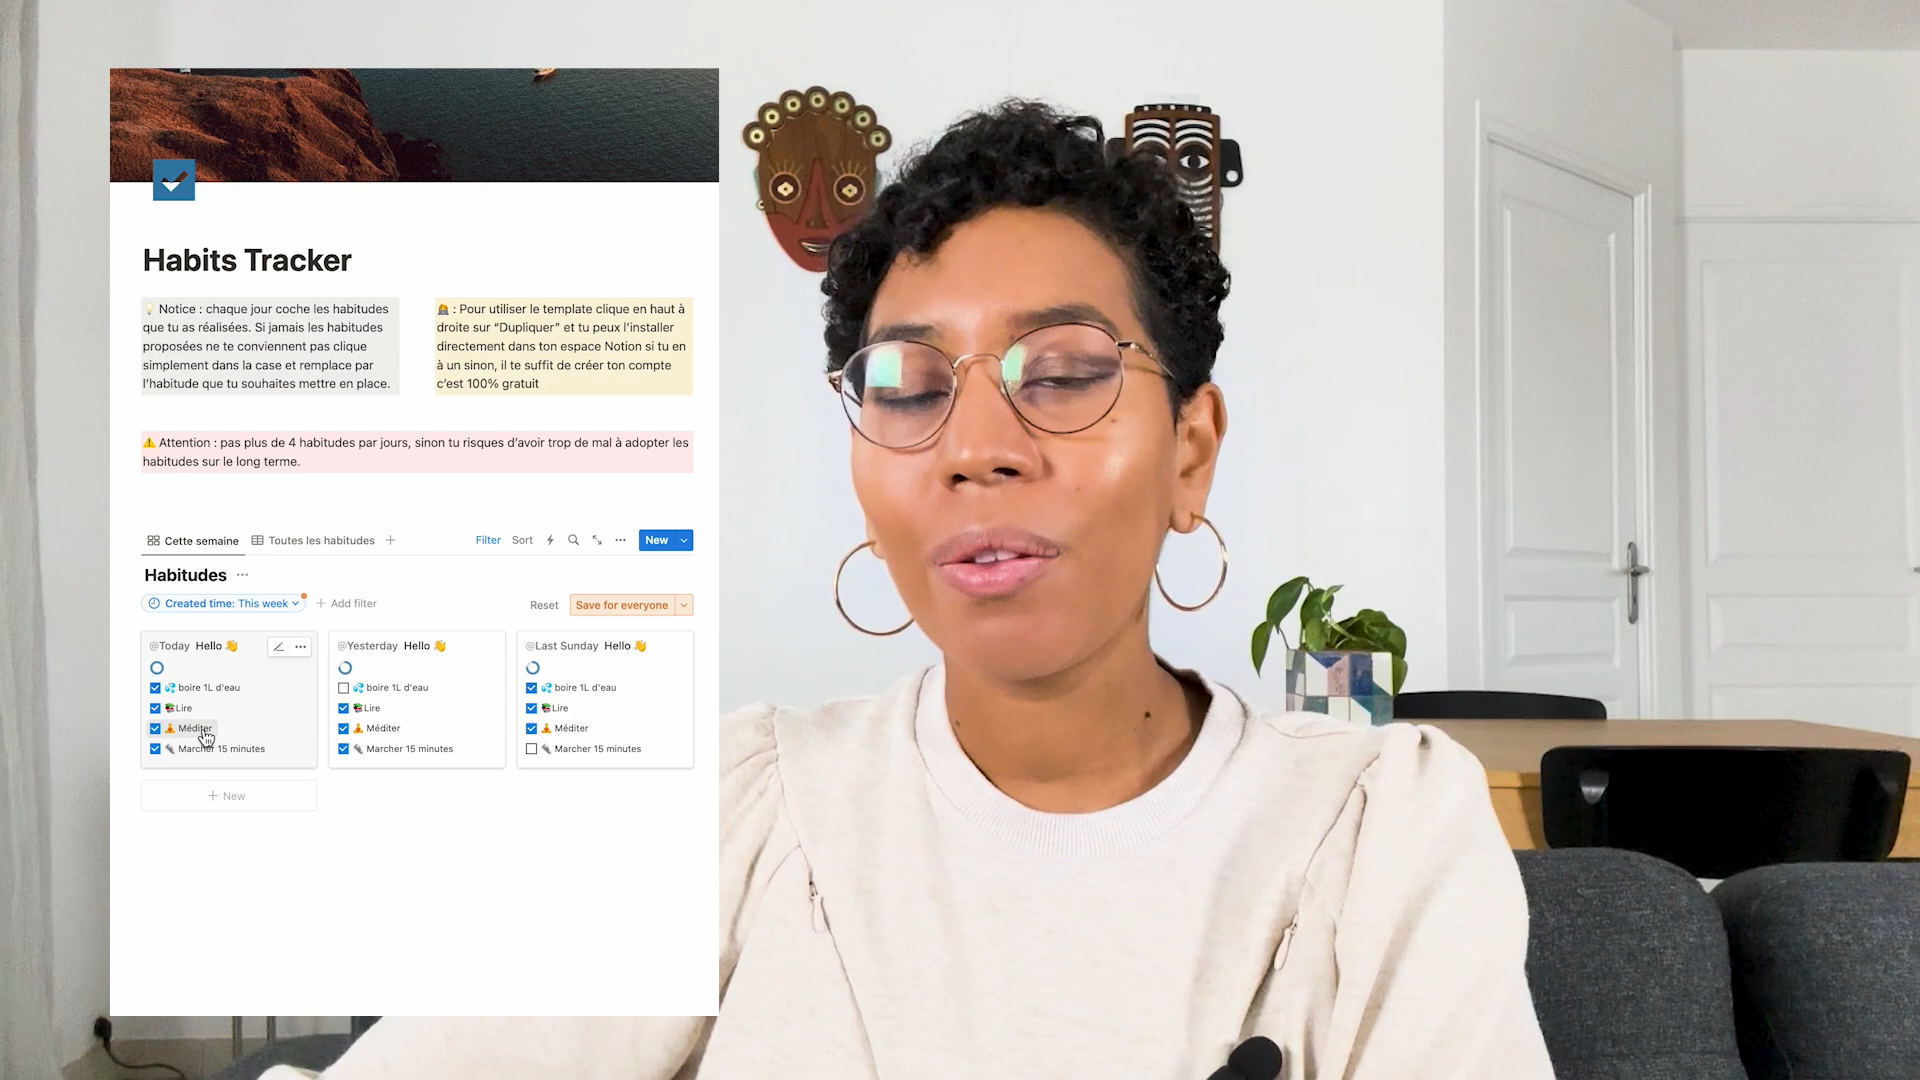 Habits Tracker
💡 Notice : chaque jour coche les habitudes
que tu as réalisées. Si jamais les habitudes
proposées ne te conviennent pas clique
simplement dans la case et remplace par
l’habitude que tu souhaites mettre en place.
: Pour utiliser le template clique en haut à
droite sur “Dupliquer” et tu peux l’installer
directement dans ton espace Notion si tu en
à un sinon, il te suffit de créer ton compte
c’est 100% gratuit
⚠️ Attention : pas plus de 4 habitudes par jours, sinon tu risques d’avoir trop de mal à adopter les
habitudes sur le long terme.
Cette semaine Toutes les habitudes + Filter Sort New
Habitudes
Created time: This week + Add filter Reset Save for everyone
@Today Hello 👋
boire 1L d'eau
Lire
Méditer
Marcher 15 minutes
@Yesterday Hello 👋
boire 1L d'eau
Lire
Méditer
Marcher 15 minutes
@Last Sunday Hello 👋
boire 1L d'eau
Lire
Méditer
Marcher 15 minutes
+ New